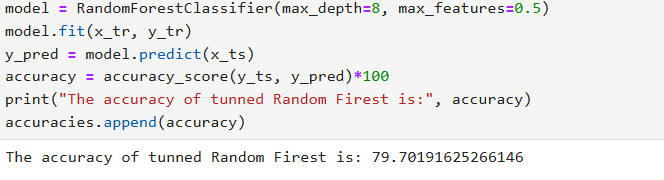 model = RandomForestClassifier(max_depth=8, max_features=0.5)
model.fit(x_tr, y_tr)
y_pred = model.predict(x_ts)
accuracy = accuracy_score(y_ts, y_pred)*100
print("The accuracy of tunned Random Firest is:", accuracy)
accuracies.append(accuracy)
The accuracy of tunned Random Firest is: 79.70191625266146